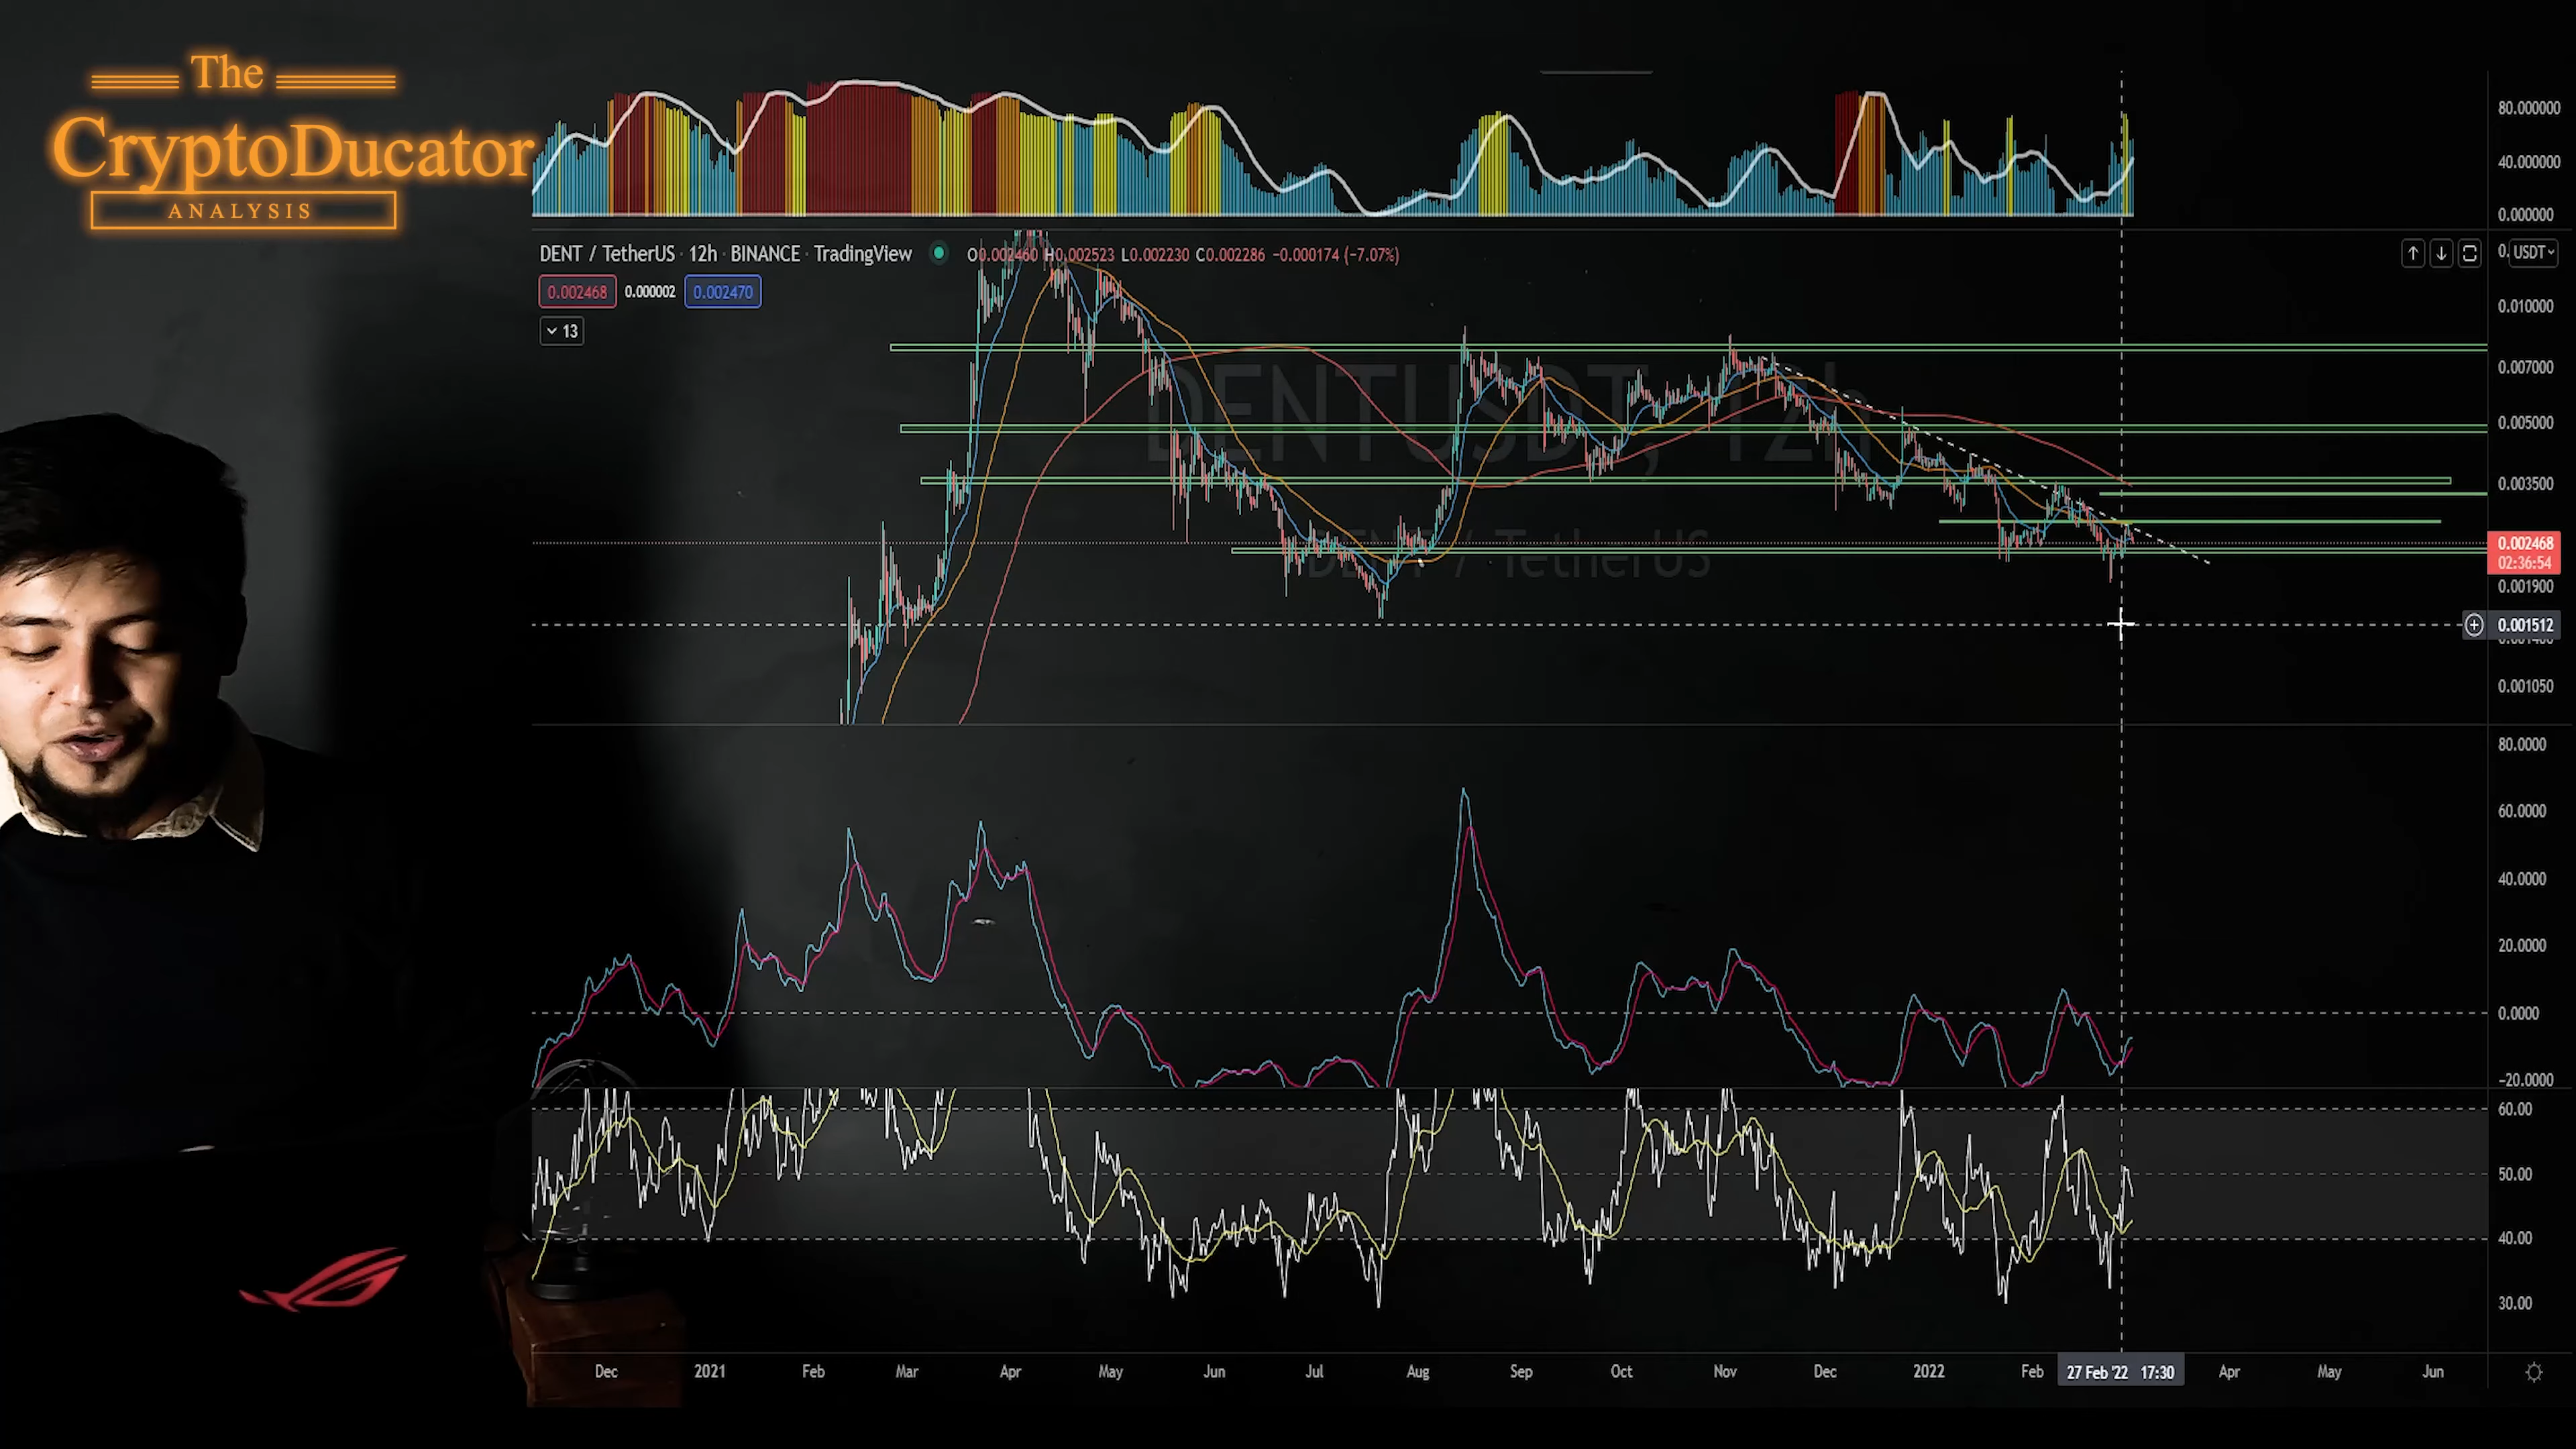 The
CryptoDucator
ANALYSIS
80.000000
40.000000
0.000000
DENT / TetherUS · 12h · BINANCE · TradingView
O0.002460 H0.002523 L0.002230 C0.002286 −0.000174 (−7.07%)
0.002468 0.000002 0.002470
13
USDT
0.010000
0.007000
0.005000
0.003500
0.002468
02:36:54
0.001900
0.001512
0.001050
DENTUSDT, 12h
DENT / TetherUS
80.0000
60.0000
40.0000
20.0000
0.0000
−20.0000
60.00
50.00
40.00
30.00
Dec 2021 Feb Mar Apr May Jun Jul Aug Sep Oct Nov Dec 2022 Feb 27 Feb '22 17:30 Apr May Jun